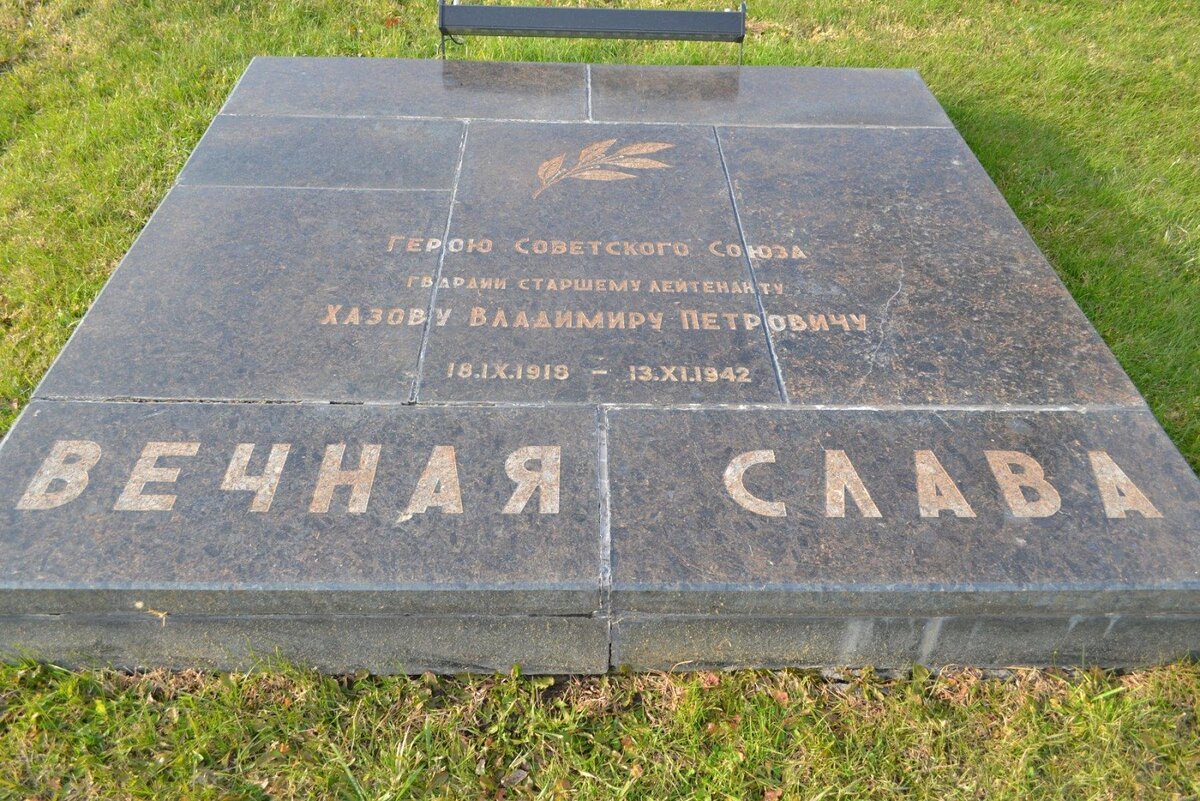 Герою Советского Союза
гвардии старшему лейтенанту
Хазову Владимиру Петровичу
18.IX.1918 – 13.XI.1942
ВЕЧНАЯ СЛАВА